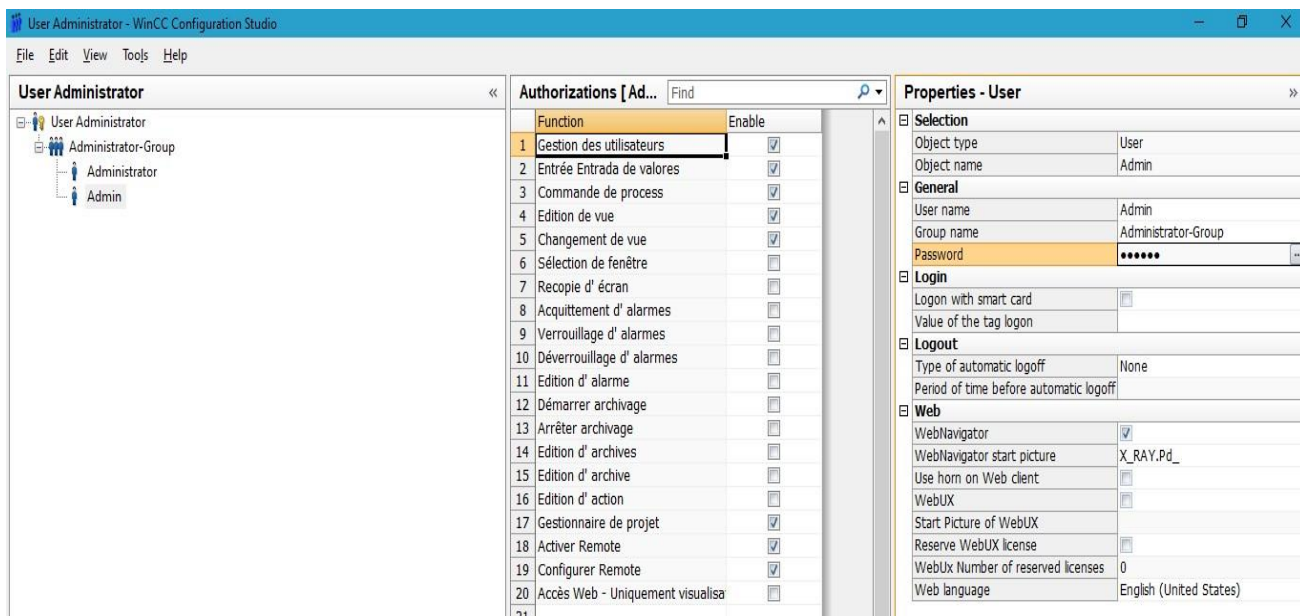 User Administrator - WinCC Configuration Studio
File Edit View Tools Help
User Administrator «
User Administrator
Administrator-Group
Administrator
Admin
Authorizations [ Ad... Find
Function Enable
1 Gestion des utilisateurs
2 Entrée Entrada de valores
3 Commande de process
4 Edition de vue
5 Changement de vue
6 Sélection de fenêtre
7 Recopie d' écran
8 Acquittement d' alarmes
9 Verrouillage d' alarmes
10 Déverrouillage d' alarmes
11 Edition d' alarme
12 Démarrer archivage
13 Arrêter archivage
14 Edition d' archives
15 Edition d' archive
16 Edition d' action
17 Gestionnaire de projet
18 Activer Remote
19 Configurer Remote
20 Accès Web - Uniquement visualisa
21
Properties - User »
Selection
Object type User
Object name Admin
General
User name Admin
Group name Administrator-Group
Password ••••••
Login
Logon with smart card
Value of the tag logon
Logout
Type of automatic logoff None
Period of time before automatic logoff
Web
WebNavigator
WebNavigator start picture X_RAY.Pd_
Use horn on Web client
WebUX
Start Picture of WebUX
Reserve WebUX license
WebUx Number of reserved licenses 0
Web language English (United States)